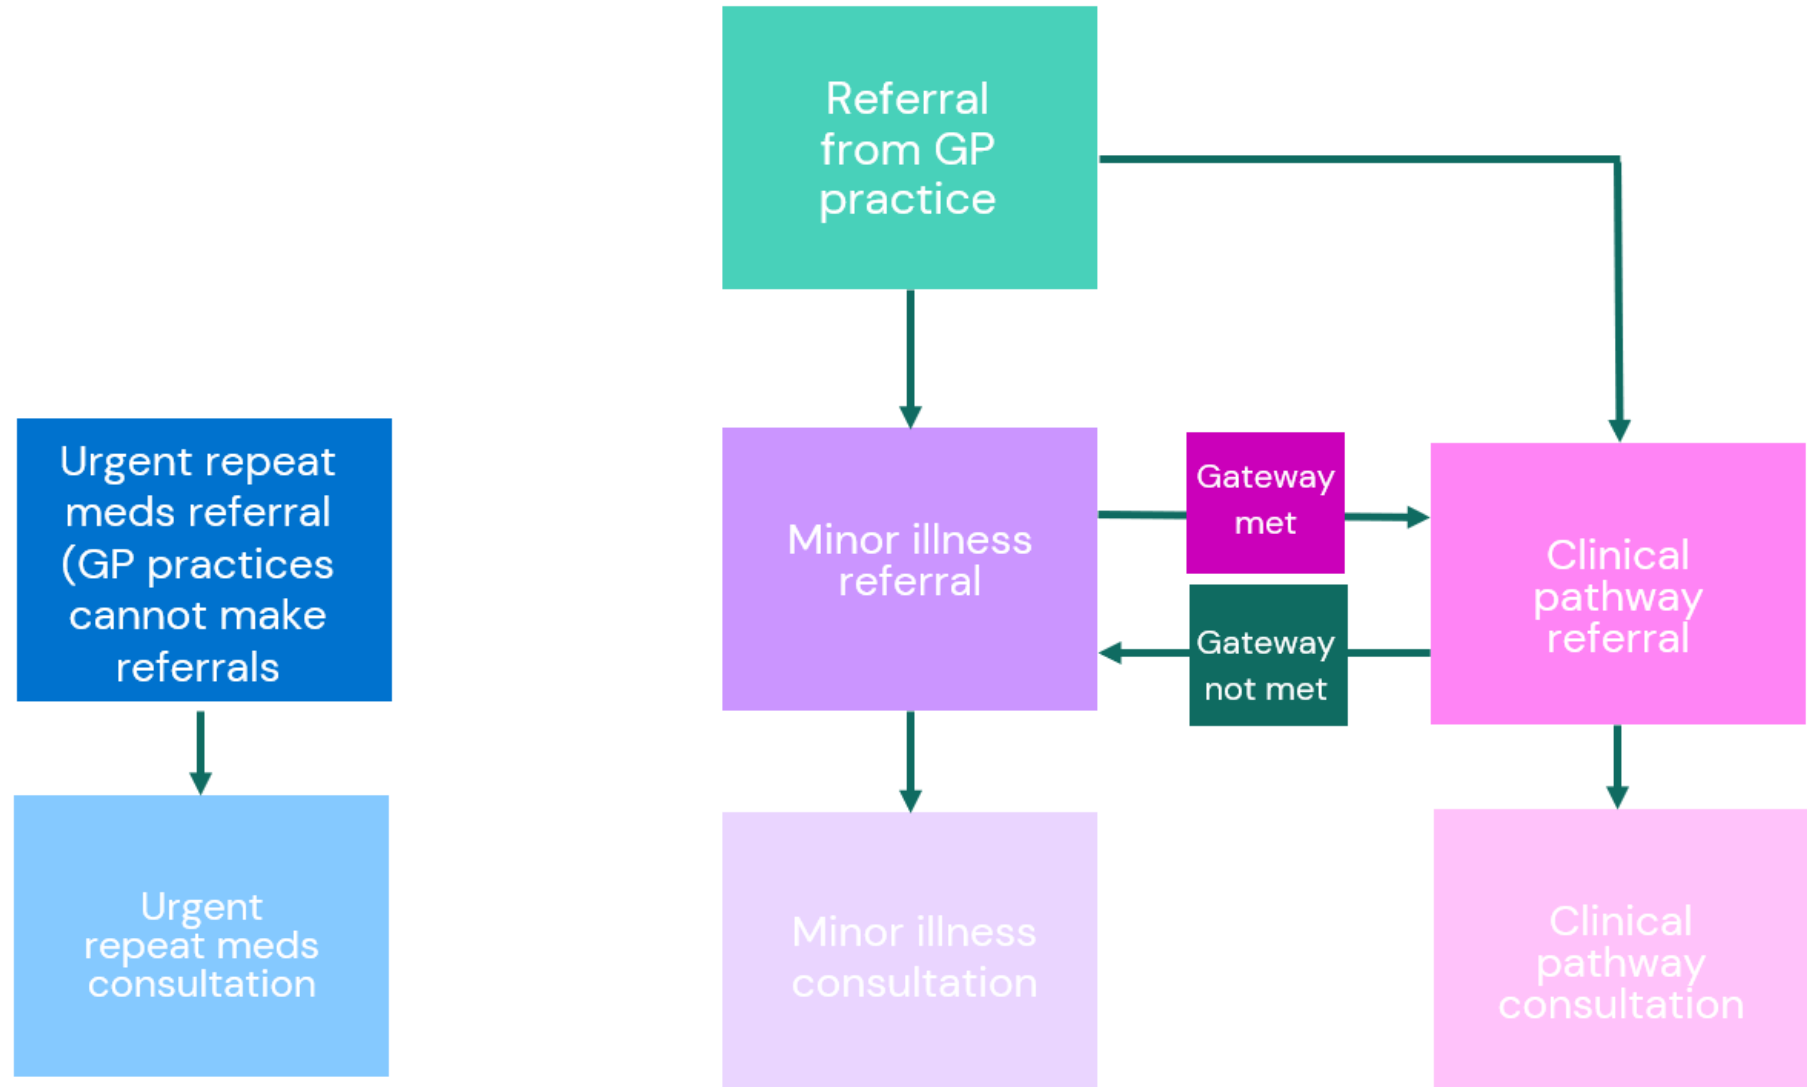 Referral
from GP
practice
Urgent repeat
meds referral
(GP practices
cannot make
referrals
Minor illness
referral
Gateway
met
Gateway
not met
Clinical
pathway
referral
Urgent
repeat meds
consultation
Minor illness
consultation
Clinical
pathway
consultation